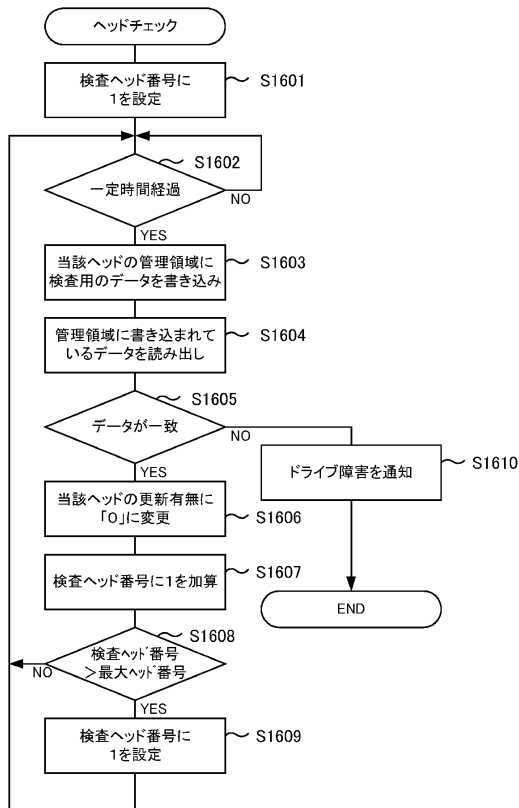 ヘッドチェック
検査ヘッド番号に
1を設定
S1601
S1602
一定時間経過
NO
YES
当該ヘッドの管理領域に
検査用のデータを書き込み
S1603
管理領域に書き込まれて
いるデータを読み出し
S1604
S1605
データが一致
NO
YES
ドライブ障害を通知
S1610
当該ヘッドの更新有無に
「0」に変更
S1606
検査ヘッド番号に1を加算
S1607
END
S1608
検査ヘッド番号
＞最大ヘッド番号
NO
YES
検査ヘッド番号に
1を設定
S1609